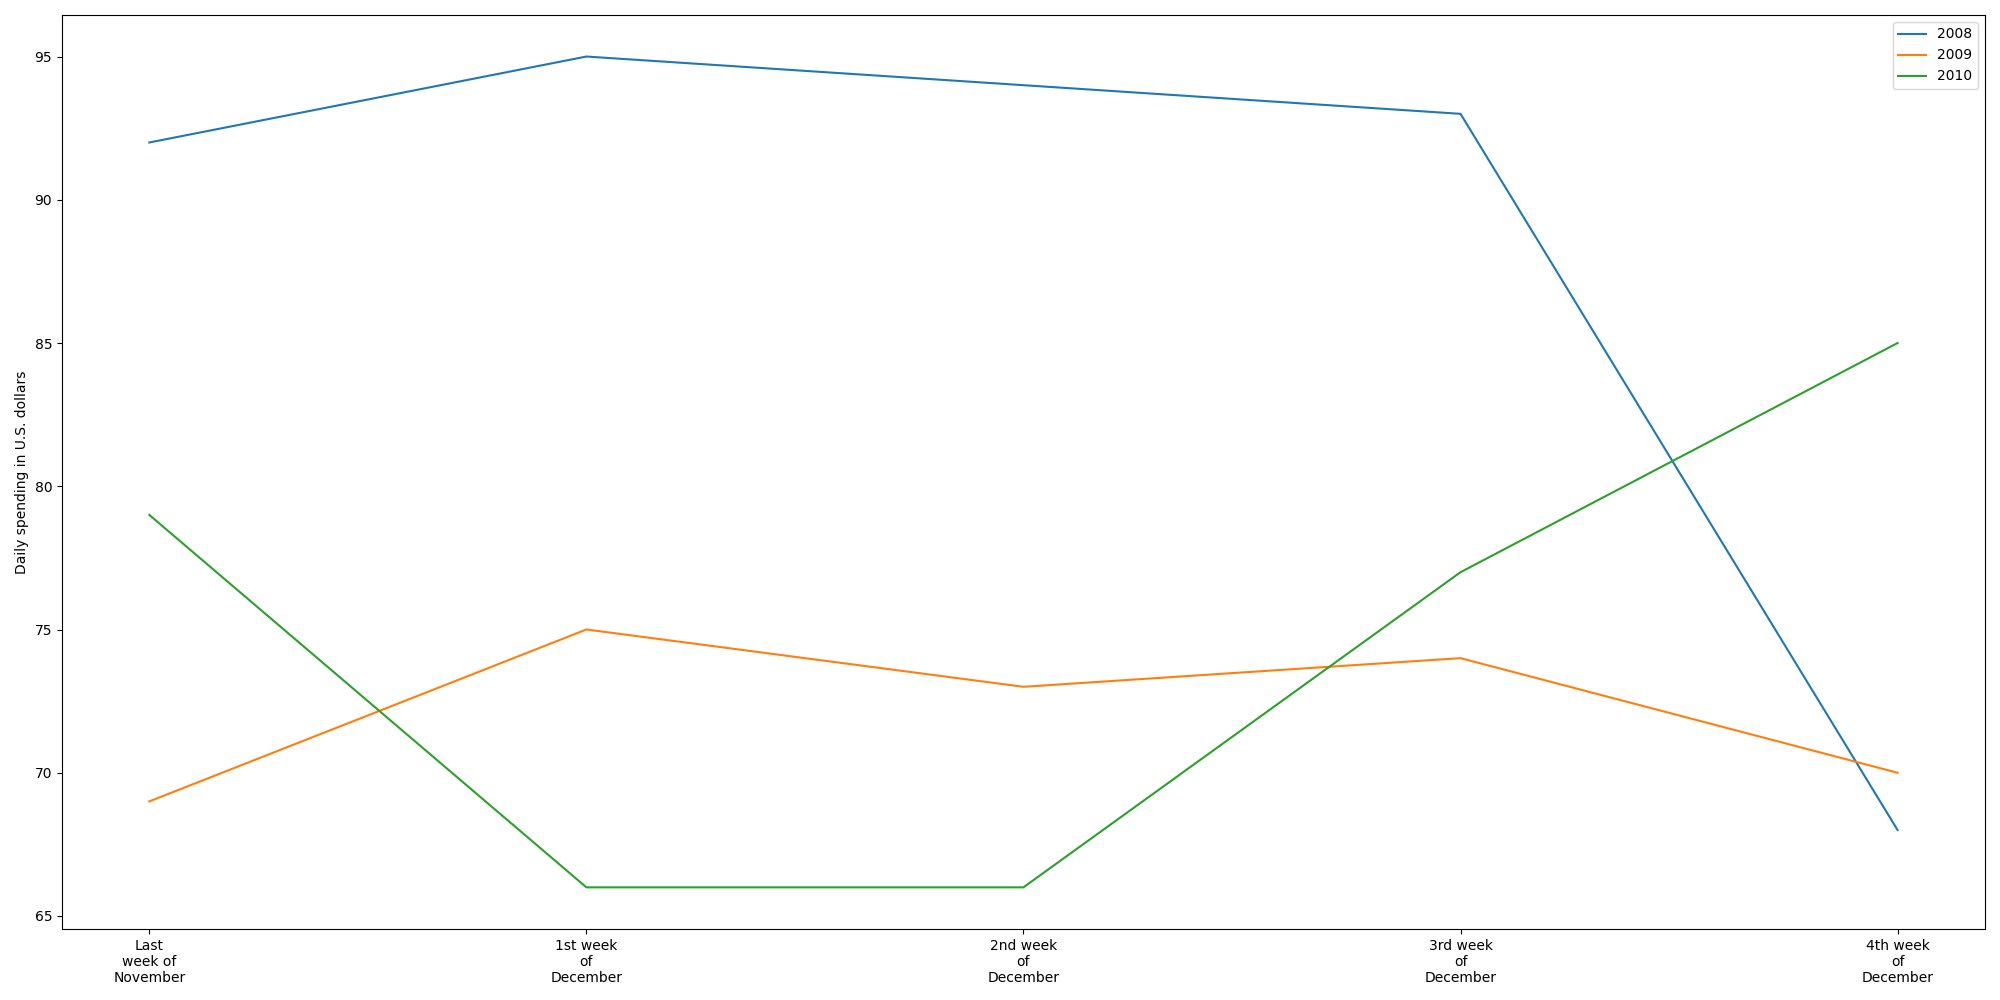 2008
2009
2010
95
90
85
80
75
70
65
Daily spending in U.S. dollars
Last
week of
November
1st week
of
December
2nd week
of
December
3rd week
of
December
4th week
of
December